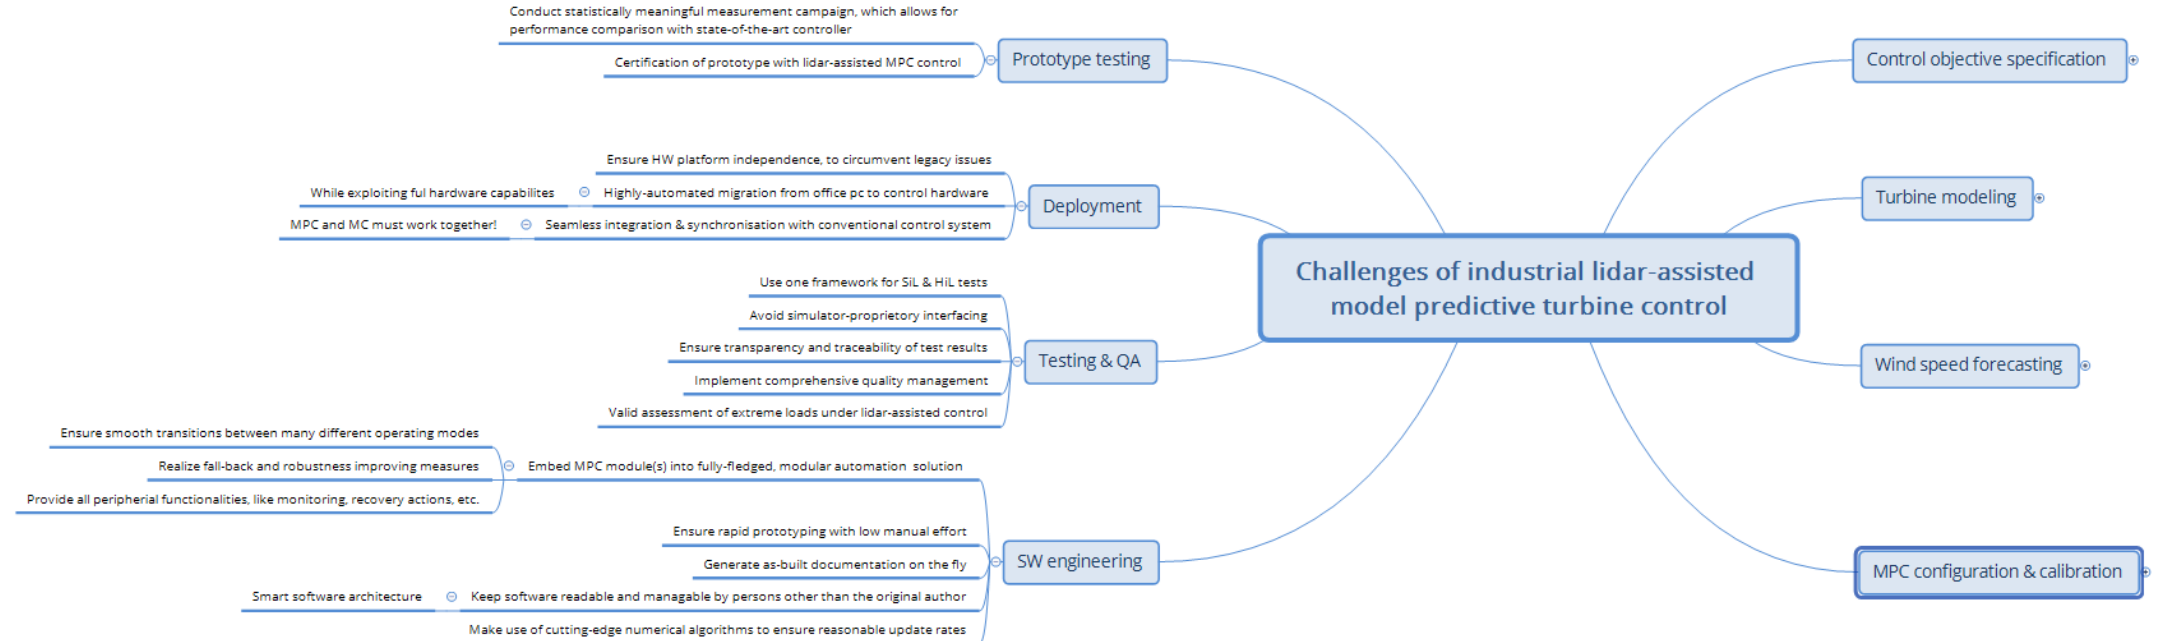 Conduct statistically meaningful measurement campaign, which allows for
performance comparison with state-of-the-art controller
Certification of prototype with lidar-assisted MPC control
Prototype testing
Ensure HW platform independence, to circumvent legacy issues
While exploiting ful hardware capabilites
Highly-automated migration from office pc to control hardware
MPC and MC must work together!
Seamless integration & synchronisation with conventional control system
Deployment
Use one framework for SiL & HiL tests
Avoid simulator-proprietory interfacing
Ensure transparency and traceability of test results
Implement comprehensive quality management
Valid assessment of extreme loads under lidar-assisted control
Testing & QA
Ensure smooth transitions between many different operating modes
Realize fall-back and robustness improving measures
Provide all peripherial functionalities, like monitoring, recovery actions, etc.
Embed MPC module(s) into fully-fledged, modular automation solution
Ensure rapid prototyping with low manual effort
Generate as-built documentation on the fly
Smart software architecture
Keep software readable and managable by persons other than the original author
Make use of cutting-edge numerical algorithms to ensure reasonable update rates
SW engineering
Challenges of industrial lidar-assisted
model predictive turbine control
Control objective specification
Turbine modeling
Wind speed forecasting
MPC configuration & calibration